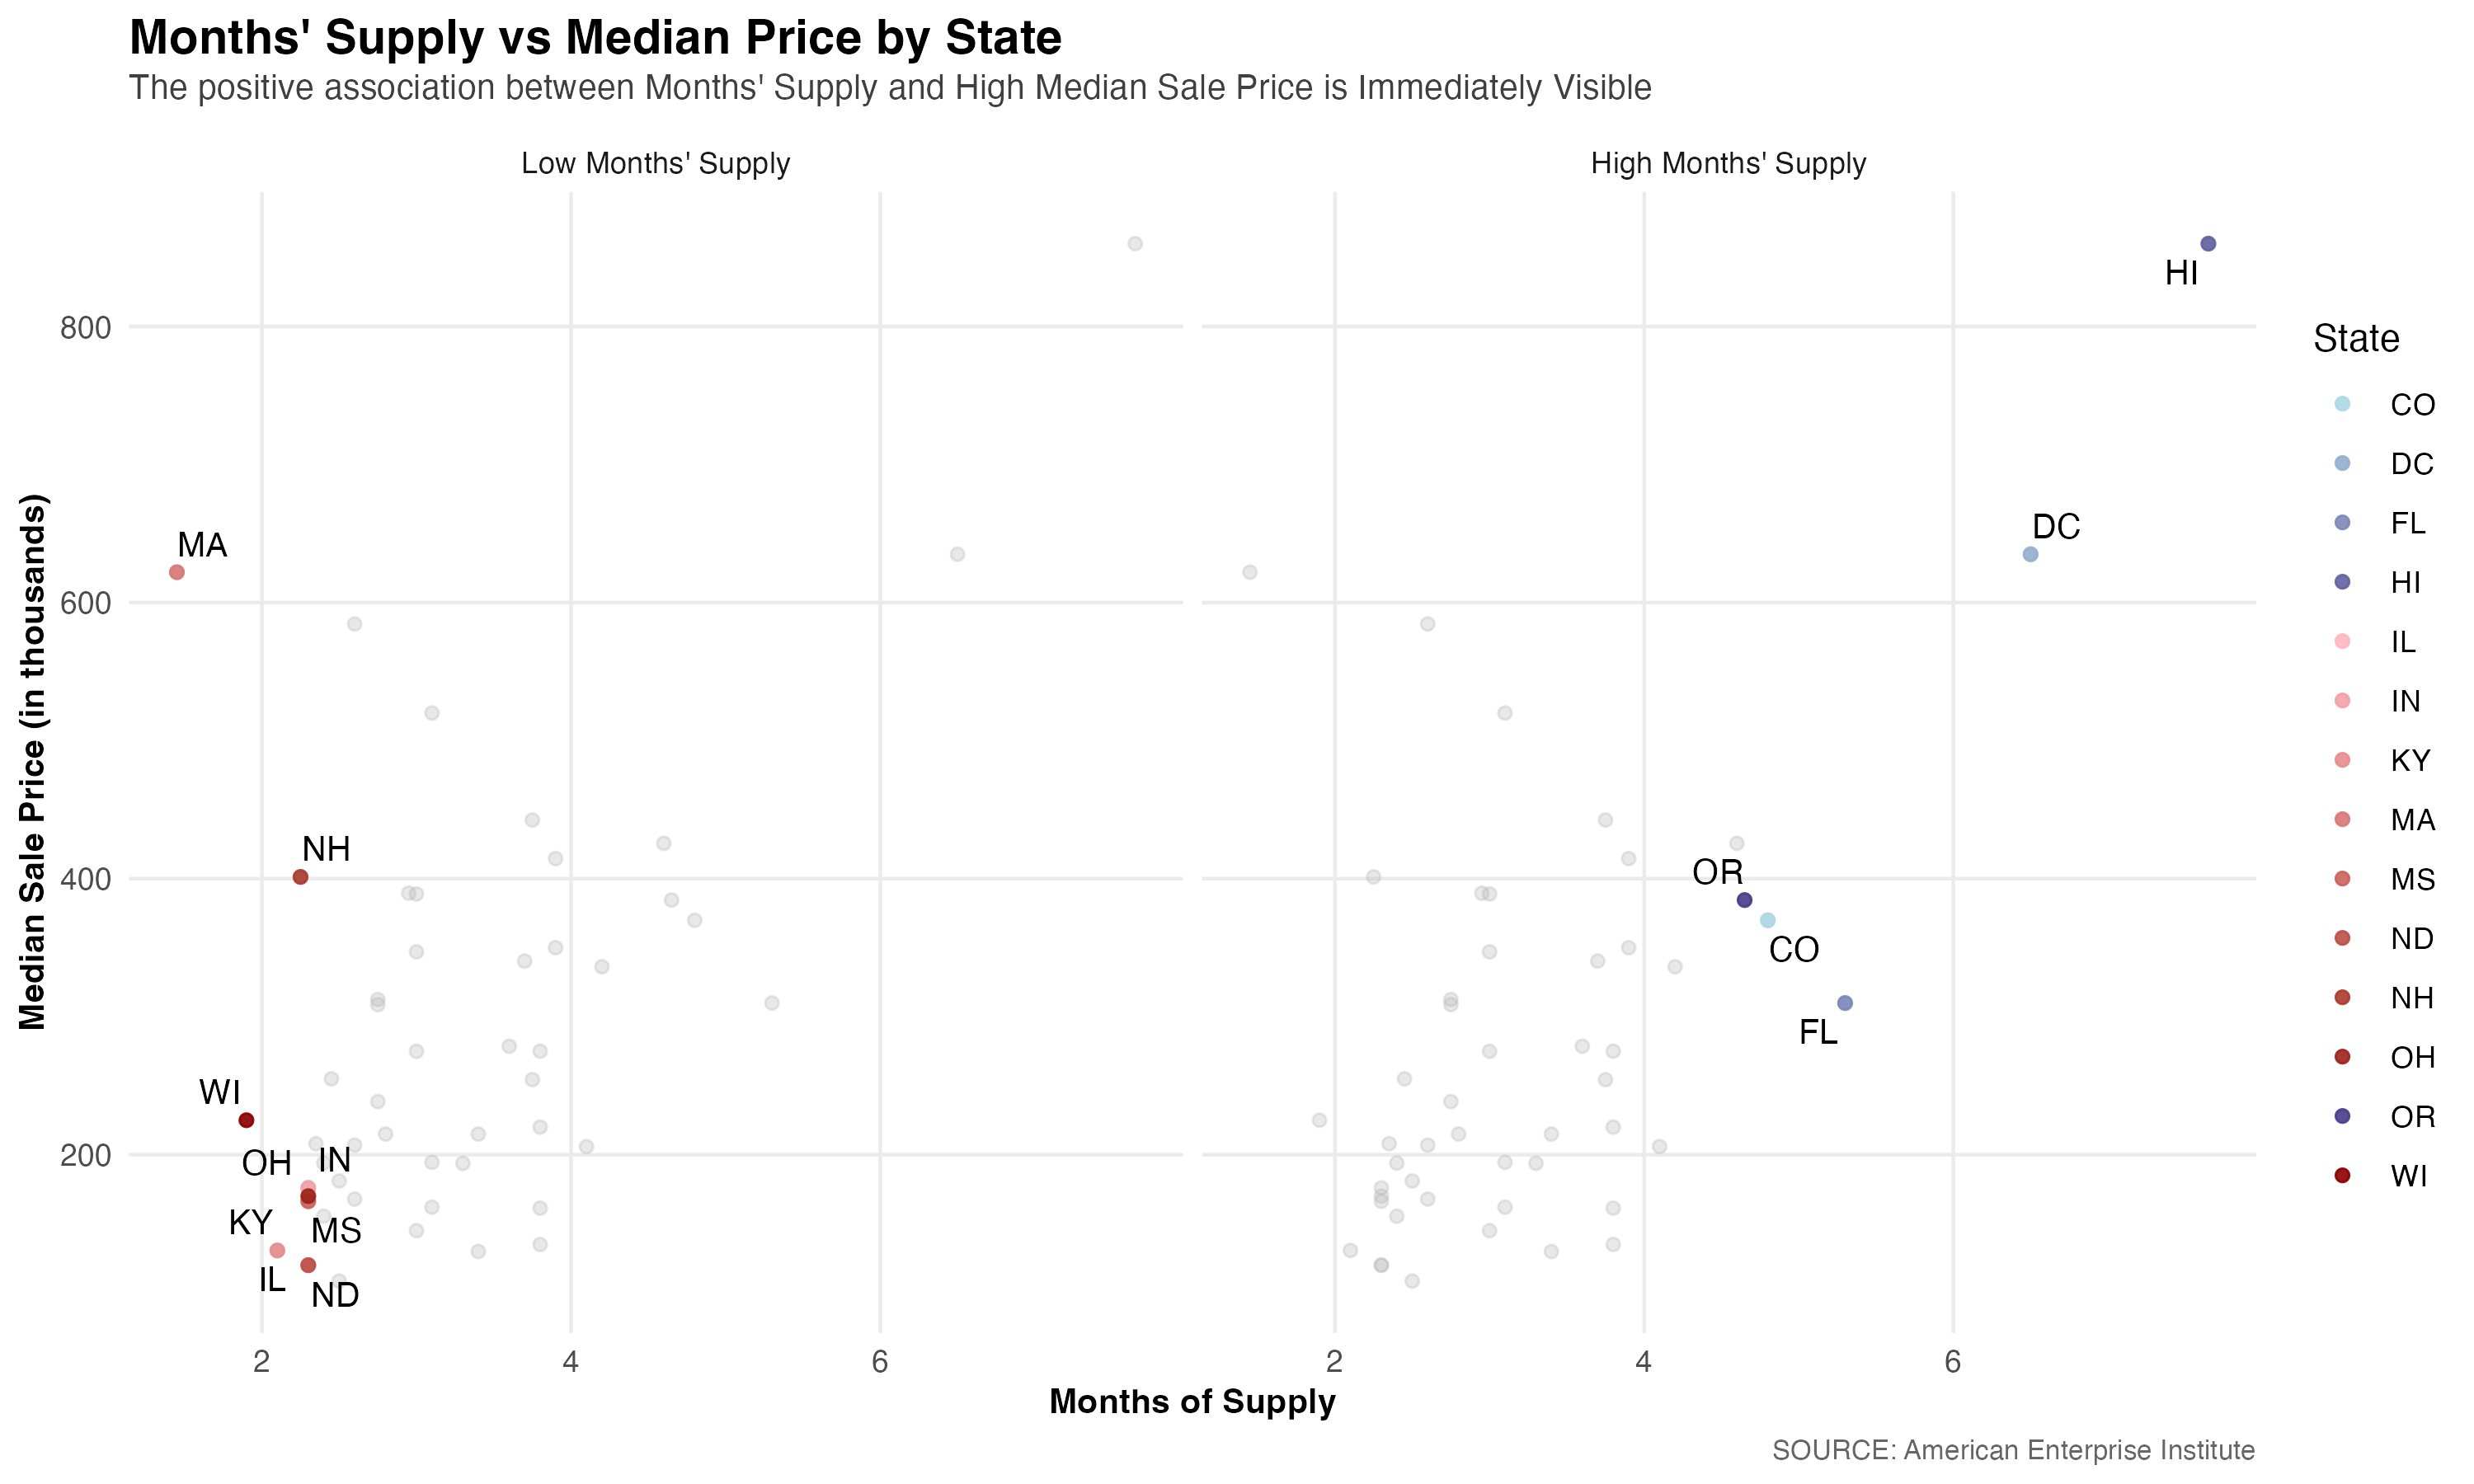 Months' Supply vs Median Price by State
The positive association between Months' Supply and High Median Sale Price is Immediately Visible
Low Months' Supply
High Months' Supply
Median Sale Price (in thousands)
800
600
400
200
MA
NH
WI
OH
IN
KY
MS
IL
ND
HI
DC
OR
CO
FL
2
4
6
2
4
6
Months of Supply
State
CO
DC
FL
HI
IL
IN
KY
MA
MS
ND
NH
OH
OR
WI
SOURCE: American Enterprise Institute